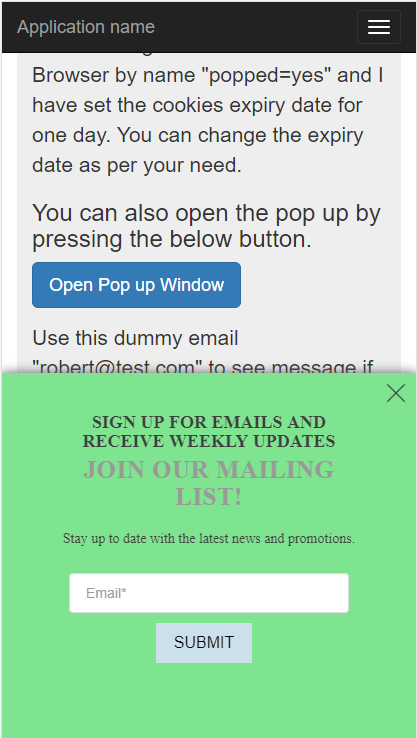 Application name
Browser by name "popped=yes" and I
have set the cookies expiry date for
one day. You can change the expiry
date as per your need.
You can also open the pop up by
pressing the below button.
Open Pop up Window
Use this dummy email
"robert@test.com" to see message if
SIGN UP FOR EMAILS AND
RECEIVE WEEKLY UPDATES
JOIN OUR MAILING
LIST!
Stay up to date with the latest news and promotions.
Email*
SUBMIT